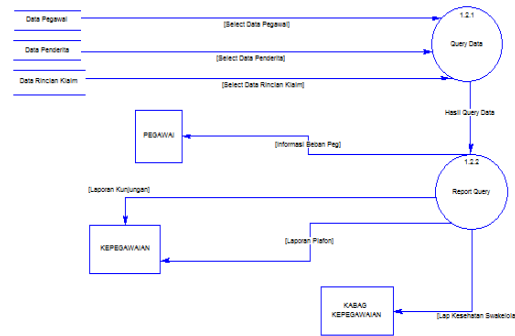 Data Pegawai
[Select Data Pegawai]
1.2.1
Query Data
Data Penderita
[Select Data Penderita]
Data Rincian Klaim
[Select Data Rincian Klaim]
Hasil Query Data
PEGAWAI
[Informasi Beban Peg]
1.2.2
Report Query
[Laporan Kunjungan]
KEPEGAWAIAN
[Laporan Plafon]
KABAG
KEPEGAWAIAN
[Lap Kesehatan Swakelola